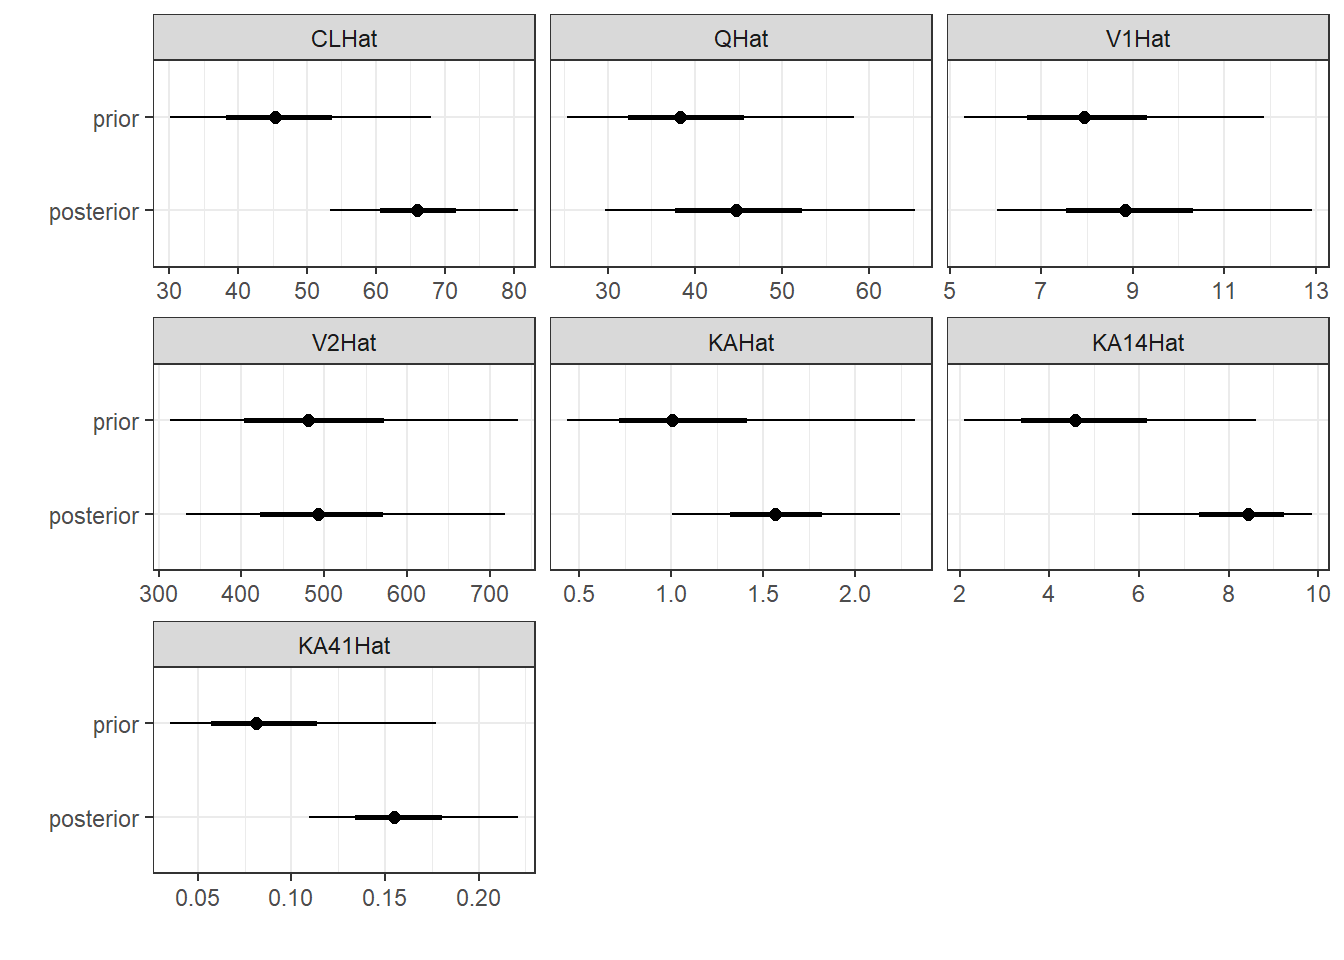 CLHat QHat V1Hat
prior
posterior
30 40 50 60 70 80 30 40 50 60 5 7 9 11 13
V2Hat KAHat KA14Hat
prior
posterior
300 400 500 600 700 0.5 1.0 1.5 2.0 2 4 6 8 10
KA41Hat
prior
posterior
0.05 0.10 0.15 0.20